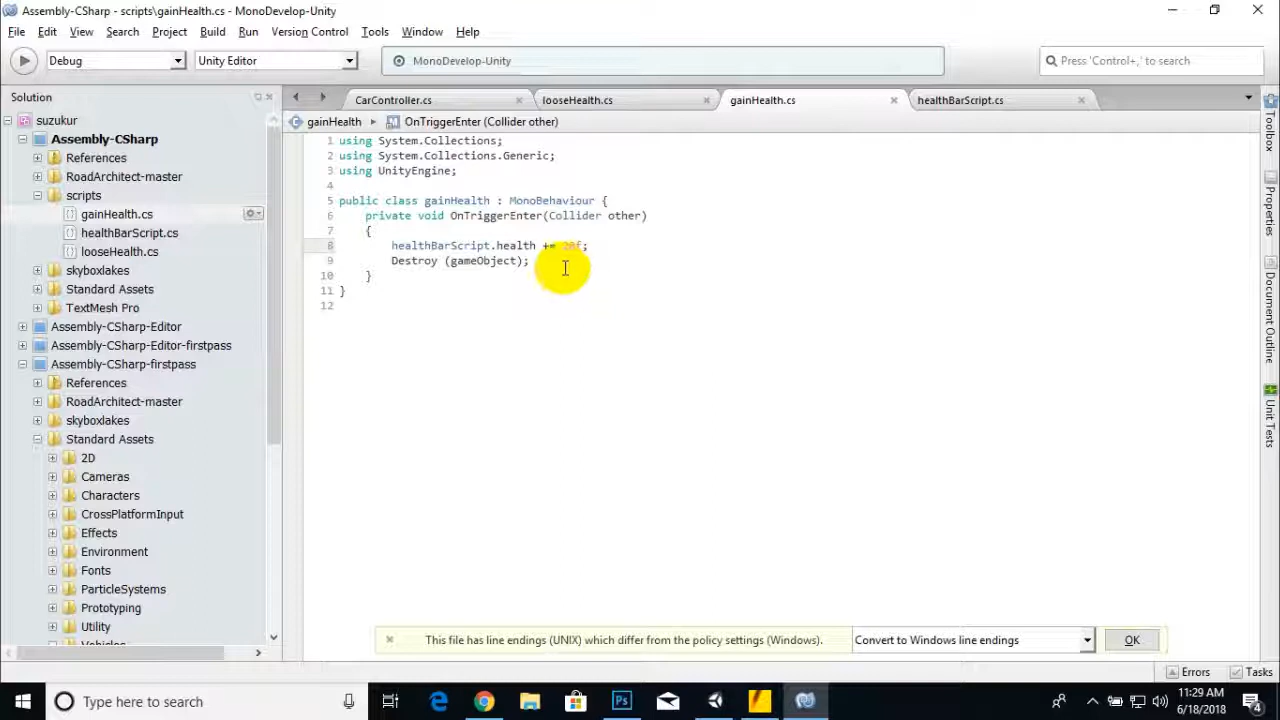 Assembly-CSharp - scripts\gainHealth.cs - MonoDevelop-Unity
File Edit View Search Project Build Run Version Control Tools Window Help
Debug Unity Editor MonoDevelop-Unity Press 'Control+,' to search
Solution
CarController.cs looseHealth.cs gainHealth.cs healthBarScript.cs
gainHealth OnTriggerEnter (Collider other)
suzukur
Assembly-CSharp
References
RoadArchitect-master
scripts
gainHealth.cs
healthBarScript.cs
looseHealth.cs
skyboxlakes
Standard Assets
TextMesh Pro
Assembly-CSharp-Editor
Assembly-CSharp-Editor-firstpass
Assembly-CSharp-firstpass
References
RoadArchitect-master
skyboxlakes
Standard Assets
2D
Cameras
Characters
CrossPlatformInput
Effects
Environment
Fonts
ParticleSystems
Prototyping
Utility
Vehicles
1 using System.Collections;
2 using System.Collections.Generic;
3 using UnityEngine;
4
5 public class gainHealth : MonoBehaviour {
6 private void OnTriggerEnter(Collider other)
7 {
8 healthBarScript.health += 20f;
9 Destroy (gameObject);
10 }
11 }
12
Toolbox
Properties
Document Outline
Unit Tests
This file has line endings (UNIX) which differ from the policy settings (Windows). Convert to Windows line endings OK
Errors Tasks
Type here to search
11:29 AM
6/18/2018
4